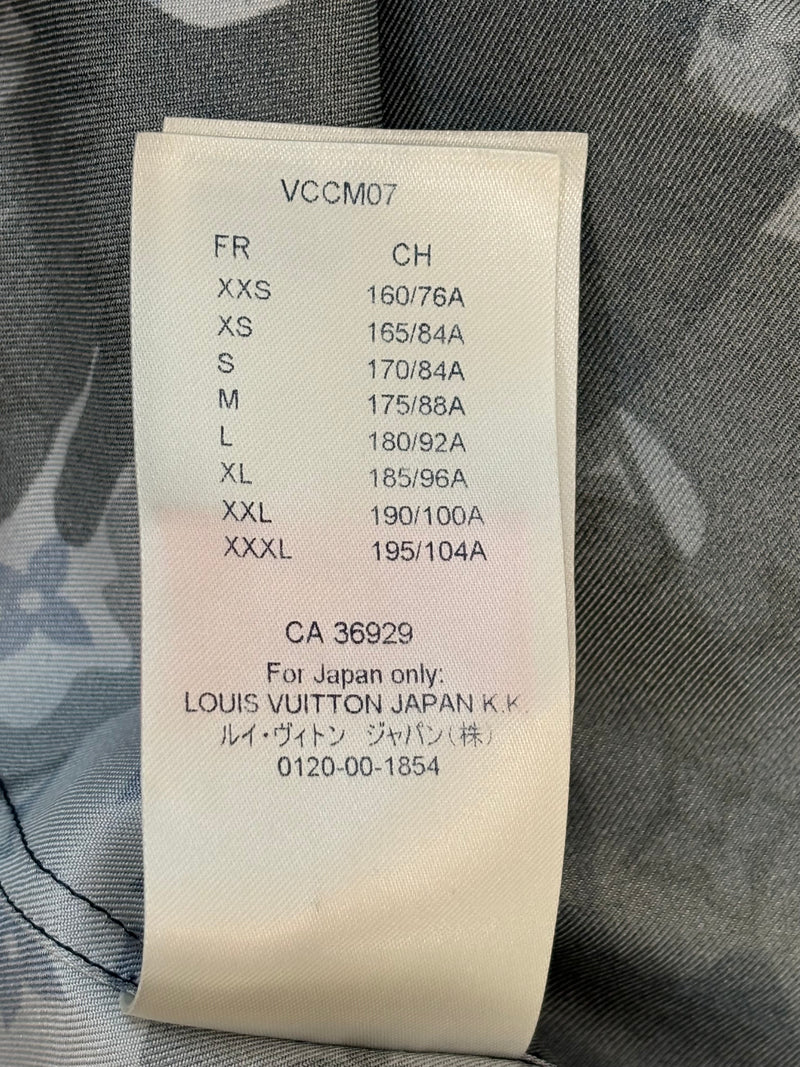 VCCM07
FR CH
XXS 160/76A
XS 165/84A
S 170/84A
M 175/88A
L 180/92A
XL 185/96A
XXL 190/100A
XXXL 195/104A
CA 36929
For Japan only:
LOUIS VUITTON JAPAN K.K.
ルイ・ヴィトン ジャパン(株)
0120-00-1854